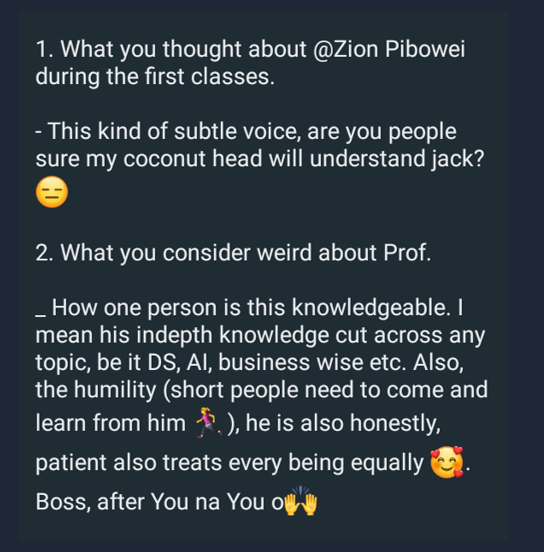 1. What you thought about @Zion Pibowei
during the first classes.
- This kind of subtle voice, are you people
sure my coconut head will understand jack?
😑
2. What you consider weird about Prof.
_ How one person is this knowledgeable. I
mean his indepth knowledge cut across any
topic, be it DS, AI, business wise etc. Also,
the humility (short people need to come and
learn from him 🏃‍♀️), he is also honestly,
patient also treats every being equally 🥰.
Boss, after You na You o🙌